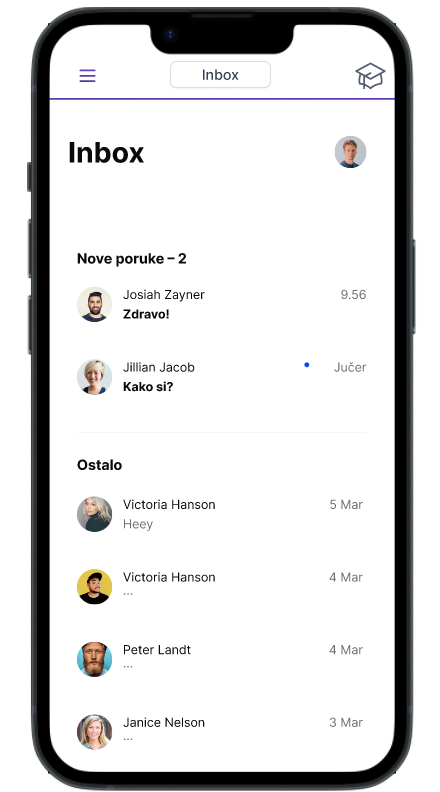 Inbox
Inbox
Nove poruke – 2
Josiah Zayner 9.56
Zdravo!
Jillian Jacob Jučer
Kako si?
Ostalo
Victoria Hanson 5 Mar
Heey
Victoria Hanson 4 Mar
...
Peter Landt 4 Mar
...
Janice Nelson 3 Mar
...